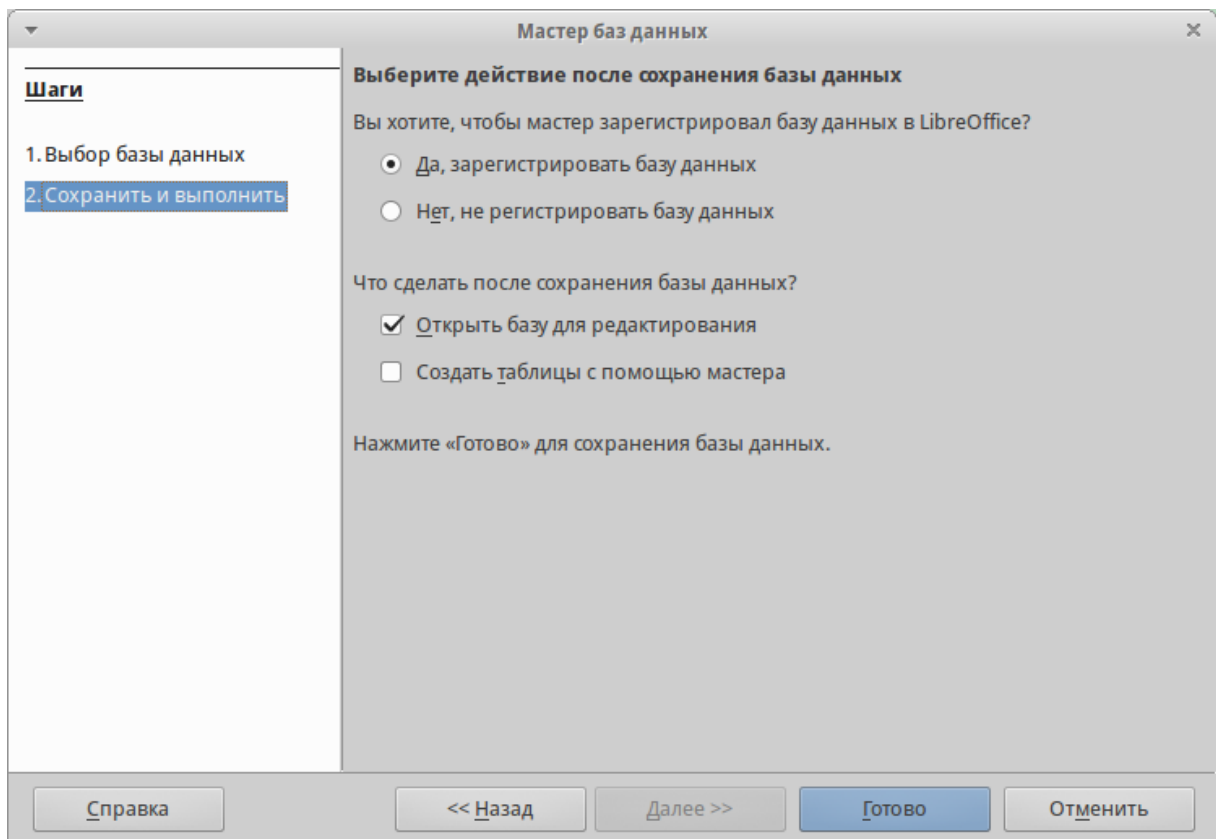 Мастер баз данных
Шаги
1. Выбор базы данных
2. Сохранить и выполнить
Выберите действие после сохранения базы данных
Вы хотите, чтобы мастер зарегистрировал базу данных в LibreOffice?
Да, зарегистрировать базу данных
Нет, не регистрировать базу данных
Что сделать после сохранения базы данных?
Открыть базу для редактирования
Создать таблицы с помощью мастера
Нажмите «Готово» для сохранения базы данных.
Справка
<< Назад
Далее >>
Готово
Отменить